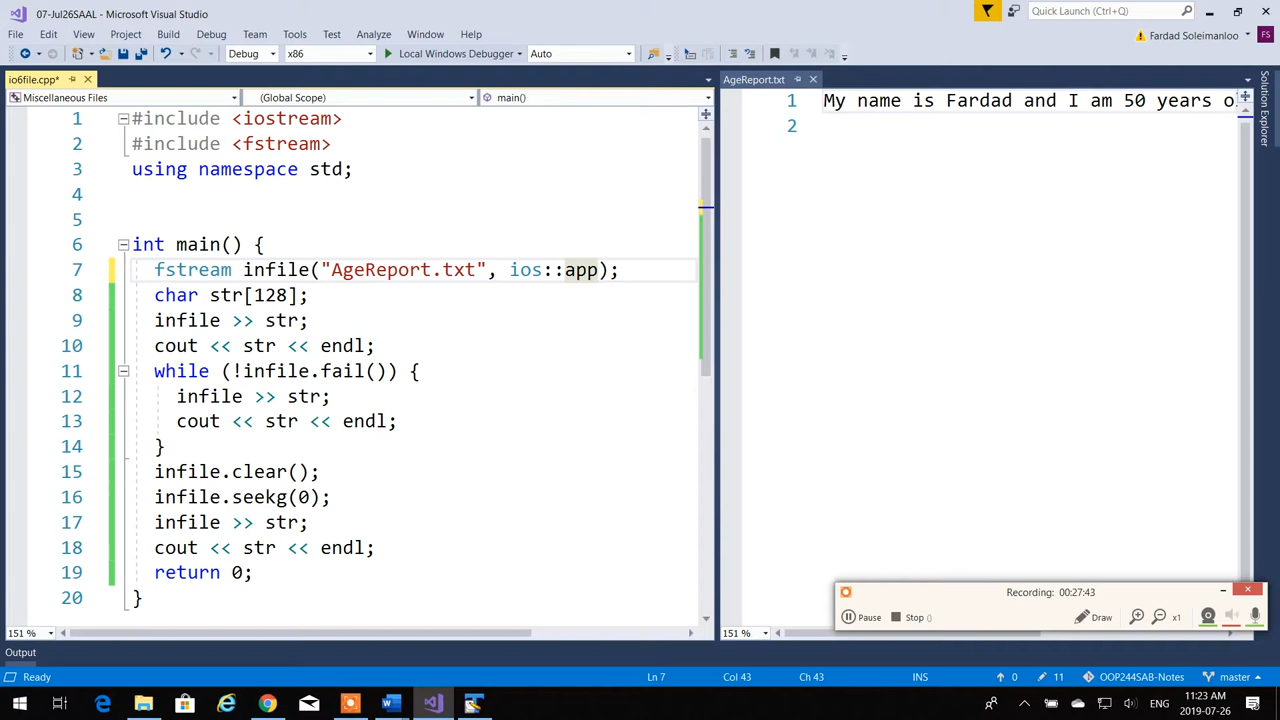 07-Jul26SAAL - Microsoft Visual Studio
Quick Launch (Ctrl+Q)
File Edit View Project Build Debug Team Tools Test Analyze Window Help
Fardad Soleimanloo FS
Debug x86 Local Windows Debugger Auto
io6file.cpp*
AgeReport.txt
Miscellaneous Files (Global Scope) main()
1 #include <iostream>
2 #include <fstream>
3 using namespace std;
4
5
6 int main() {
7 fstream infile("AgeReport.txt", ios::app);
8 char str[128];
9 infile >> str;
10 cout << str << endl;
11 while (!infile.fail()) {
12 infile >> str;
13 cout << str << endl;
14 }
15 infile.clear();
16 infile.seekg(0);
17 infile >> str;
18 cout << str << endl;
19 return 0;
20 }
1 My name is Fardad and I am 50 years o
2
Solution Explorer
Recording: 00:27:43
Pause Stop () Draw x1
151 %
151 %
Output
Ready Ln 7 Col 43 Ch 43 INS 0 11 OOP244SAB-Notes master
ENG
11:23 AM
2019-07-26